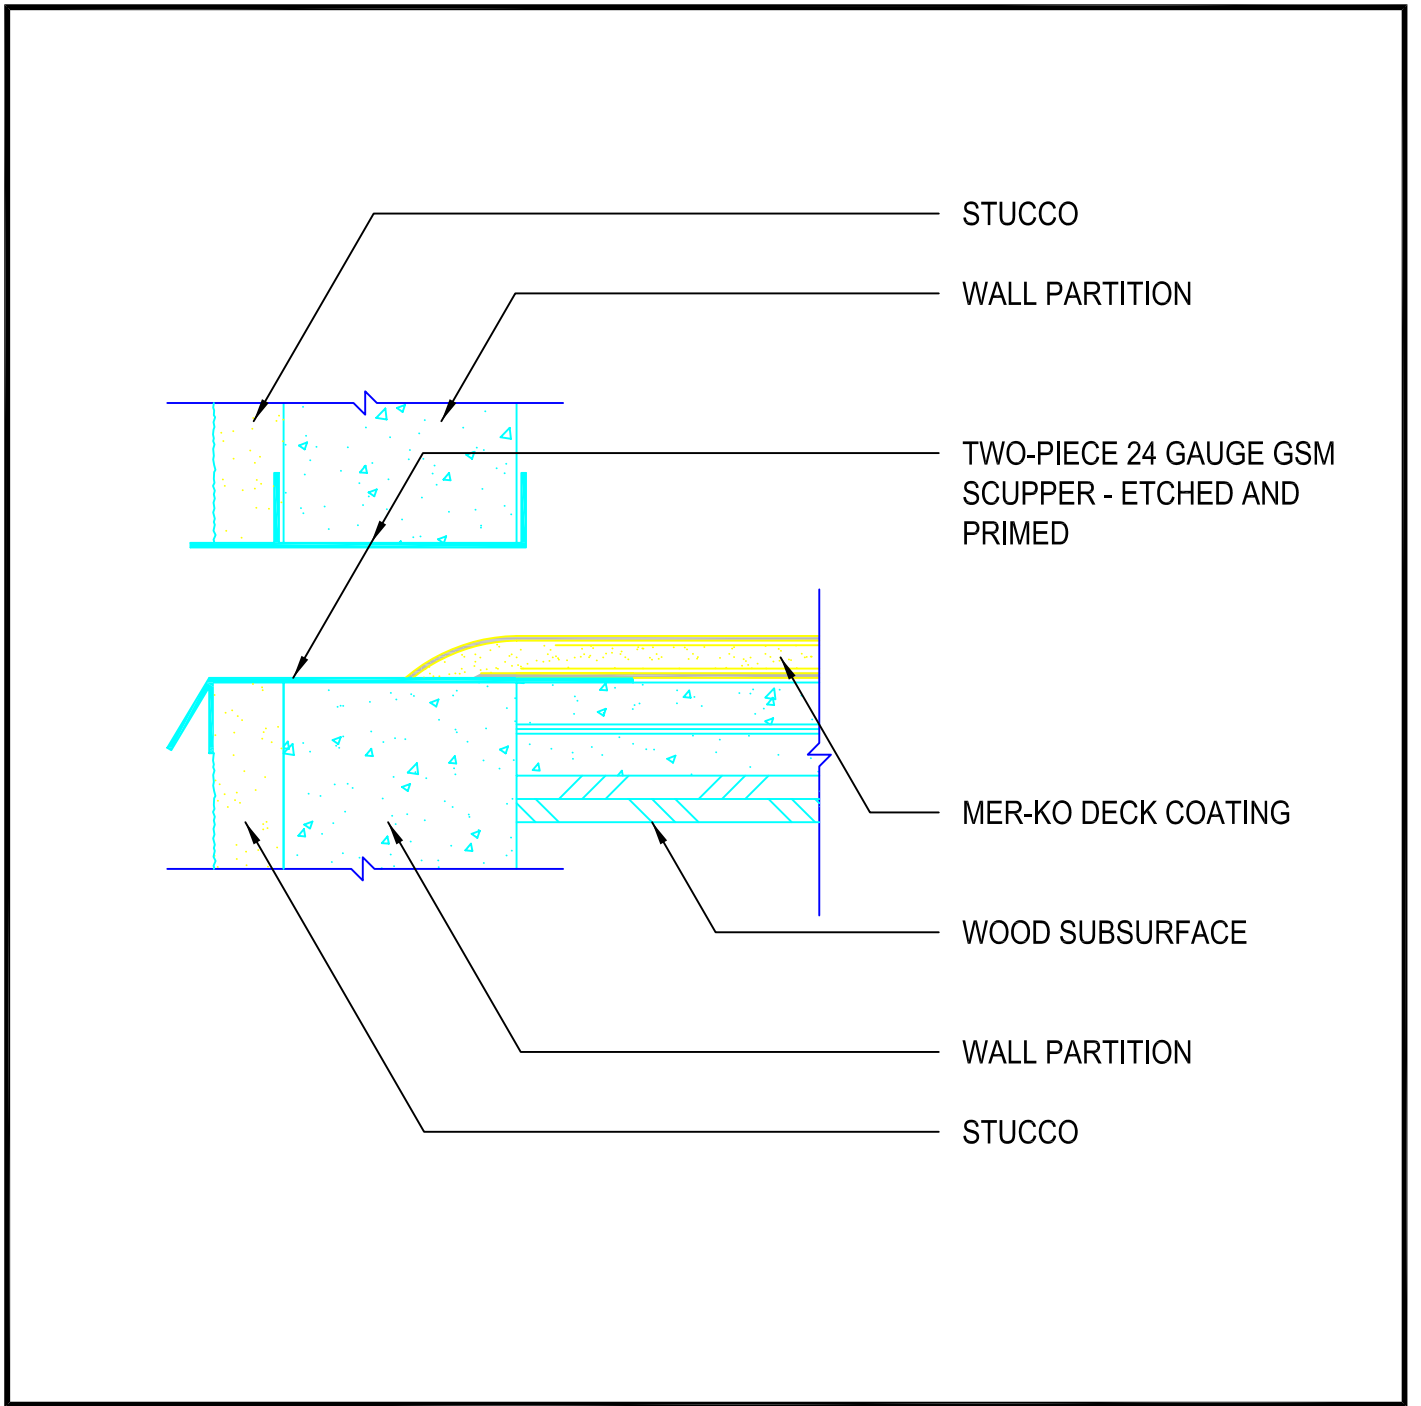 STUCCO
WALL PARTITION
TWO-PIECE 24 GAUGE GSM
SCUPPER - ETCHED AND
PRIMED
MER-KO DECK COATING
WOOD SUBSURFACE
WALL PARTITION
STUCCO